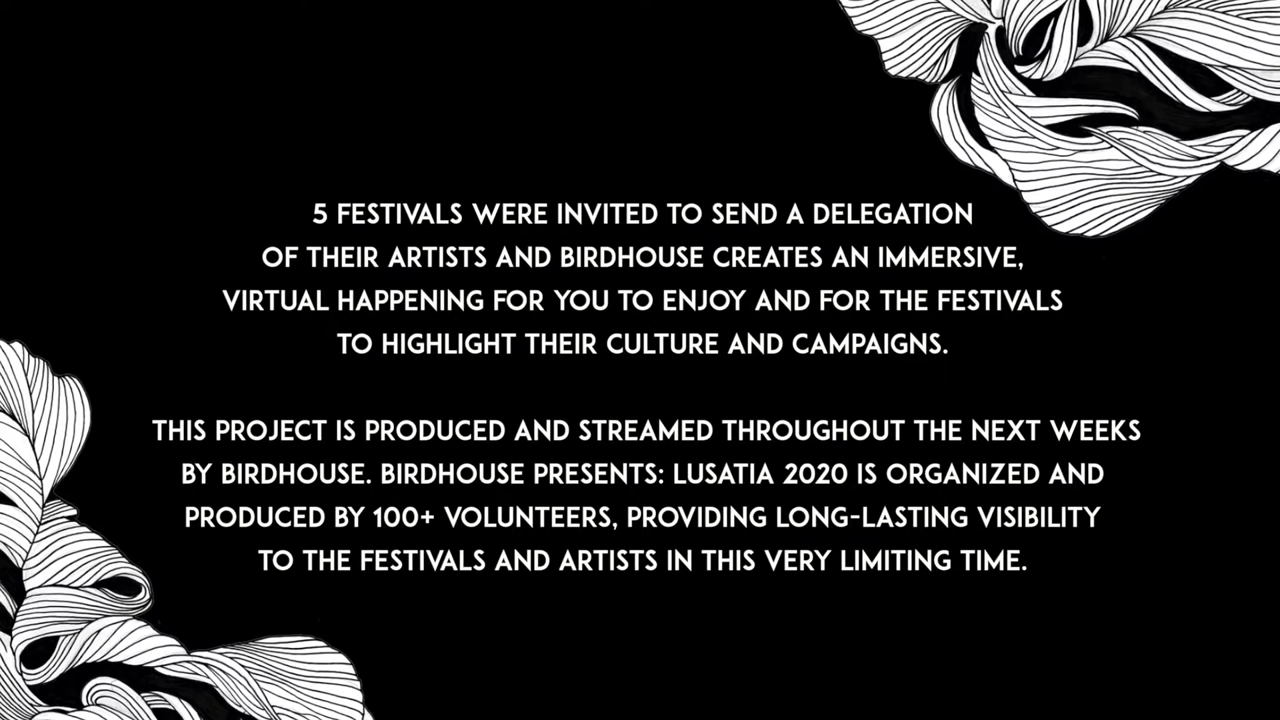 5 FESTIVALS WERE INVITED TO SEND A DELEGATION
OF THEIR ARTISTS AND BIRDHOUSE CREATES AN IMMERSIVE,
VIRTUAL HAPPENING FOR YOU TO ENJOY AND FOR THE FESTIVALS
TO HIGHLIGHT THEIR CULTURE AND CAMPAIGNS.
THIS PROJECT IS PRODUCED AND STREAMED THROUGHOUT THE NEXT WEEKS
BY BIRDHOUSE. BIRDHOUSE PRESENTS: LUSATIA 2020 IS ORGANIZED AND
PRODUCED BY 100+ VOLUNTEERS, PROVIDING LONG-LASTING VISIBILITY
TO THE FESTIVALS AND ARTISTS IN THIS VERY LIMITING TIME.